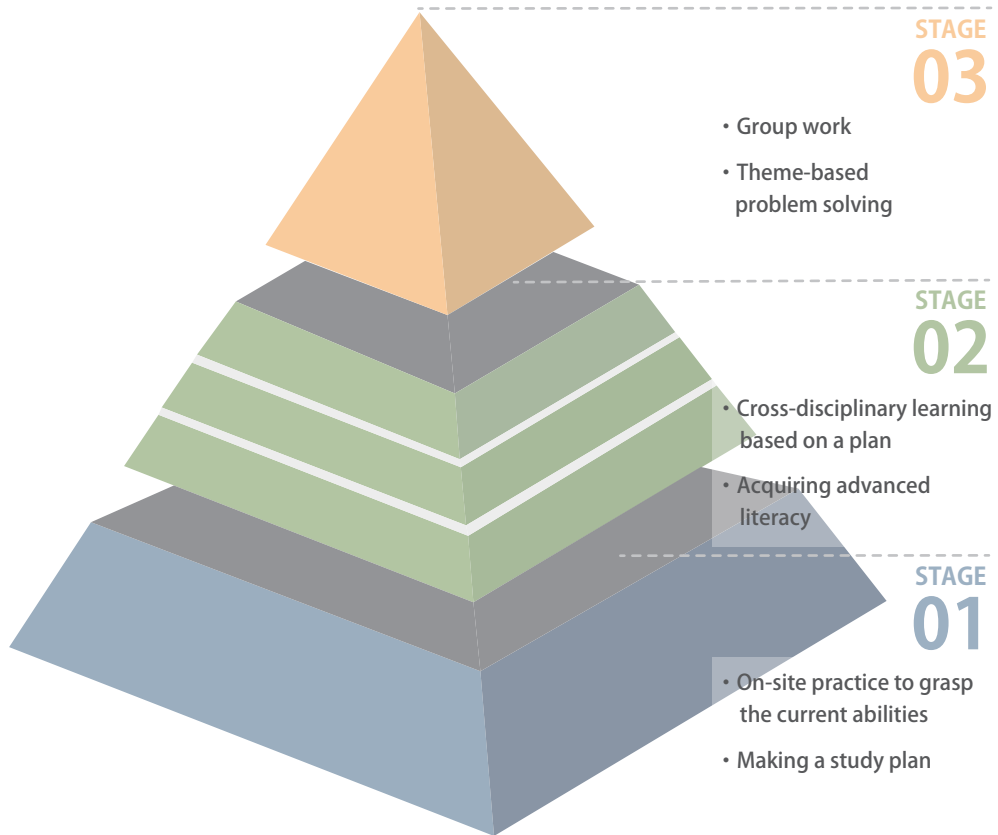 STAGE
03
・Group work
・Theme-based
problem solving
STAGE
02
・Cross-disciplinary learning
based on a plan
・Acquiring advanced
literacy
STAGE
01
・On-site practice to grasp
the current abilities
・Making a study plan